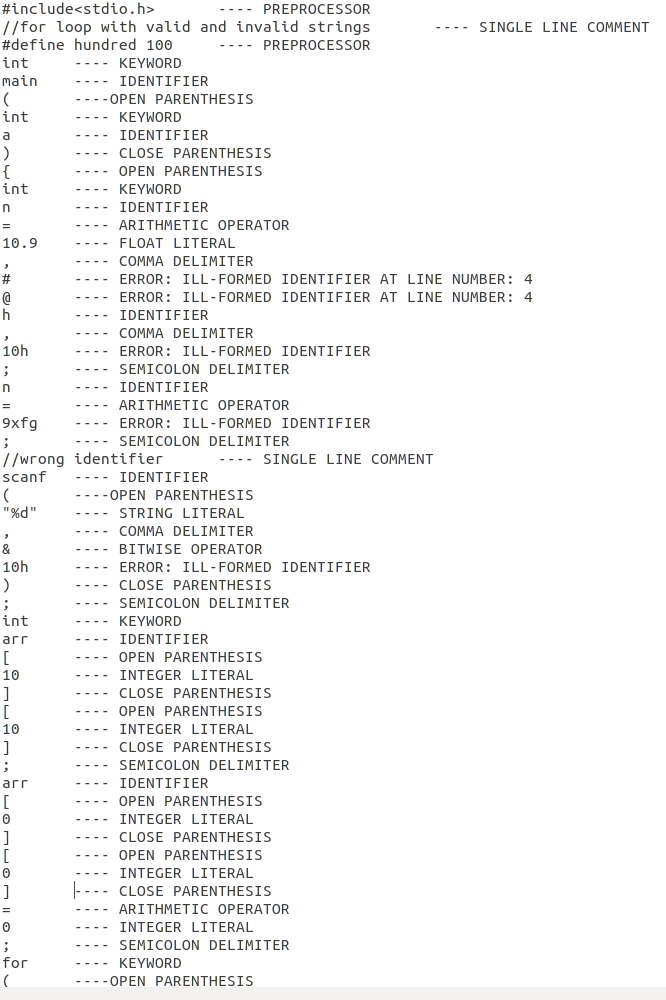 #include<stdio.h>       ---- PREPROCESSOR
//for loop with valid and invalid strings       ---- SINGLE LINE COMMENT
#define hundred 100     ---- PREPROCESSOR
int     ---- KEYWORD
main    ---- IDENTIFIER
(       ----OPEN PARENTHESIS
int     ---- KEYWORD
a       ---- IDENTIFIER
)       ---- CLOSE PARENTHESIS
{       ---- OPEN PARENTHESIS
int     ---- KEYWORD
n       ---- IDENTIFIER
=       ---- ARITHMETIC OPERATOR
10.9    ---- FLOAT LITERAL
,       ---- COMMA DELIMITER
#       ---- ERROR: ILL-FORMED IDENTIFIER AT LINE NUMBER: 4
@       ---- ERROR: ILL-FORMED IDENTIFIER AT LINE NUMBER: 4
h       ---- IDENTIFIER
,       ---- COMMA DELIMITER
10h     ---- ERROR: ILL-FORMED IDENTIFIER
;       ---- SEMICOLON DELIMITER
n       ---- IDENTIFIER
=       ---- ARITHMETIC OPERATOR
9xfg    ---- ERROR: ILL-FORMED IDENTIFIER
;       ---- SEMICOLON DELIMITER
//wrong identifier      ---- SINGLE LINE COMMENT
scanf   ---- IDENTIFIER
(       ----OPEN PARENTHESIS
"%d"    ---- STRING LITERAL
,       ---- COMMA DELIMITER
&       ---- BITWISE OPERATOR
10h     ---- ERROR: ILL-FORMED IDENTIFIER
)       ---- CLOSE PARENTHESIS
;       ---- SEMICOLON DELIMITER
int     ---- KEYWORD
arr     ---- IDENTIFIER
[       ---- OPEN PARENTHESIS
10      ---- INTEGER LITERAL
]       ---- CLOSE PARENTHESIS
[       ---- OPEN PARENTHESIS
10      ---- INTEGER LITERAL
]       ---- CLOSE PARENTHESIS
;       ---- SEMICOLON DELIMITER
arr     ---- IDENTIFIER
[       ---- OPEN PARENTHESIS
0       ---- INTEGER LITERAL
]       ---- CLOSE PARENTHESIS
[       ---- OPEN PARENTHESIS
0       ---- INTEGER LITERAL
]       ---- CLOSE PARENTHESIS
=       ---- ARITHMETIC OPERATOR
0       ---- INTEGER LITERAL
;       ---- SEMICOLON DELIMITER
for     ---- KEYWORD
(       ----OPEN PARENTHESIS